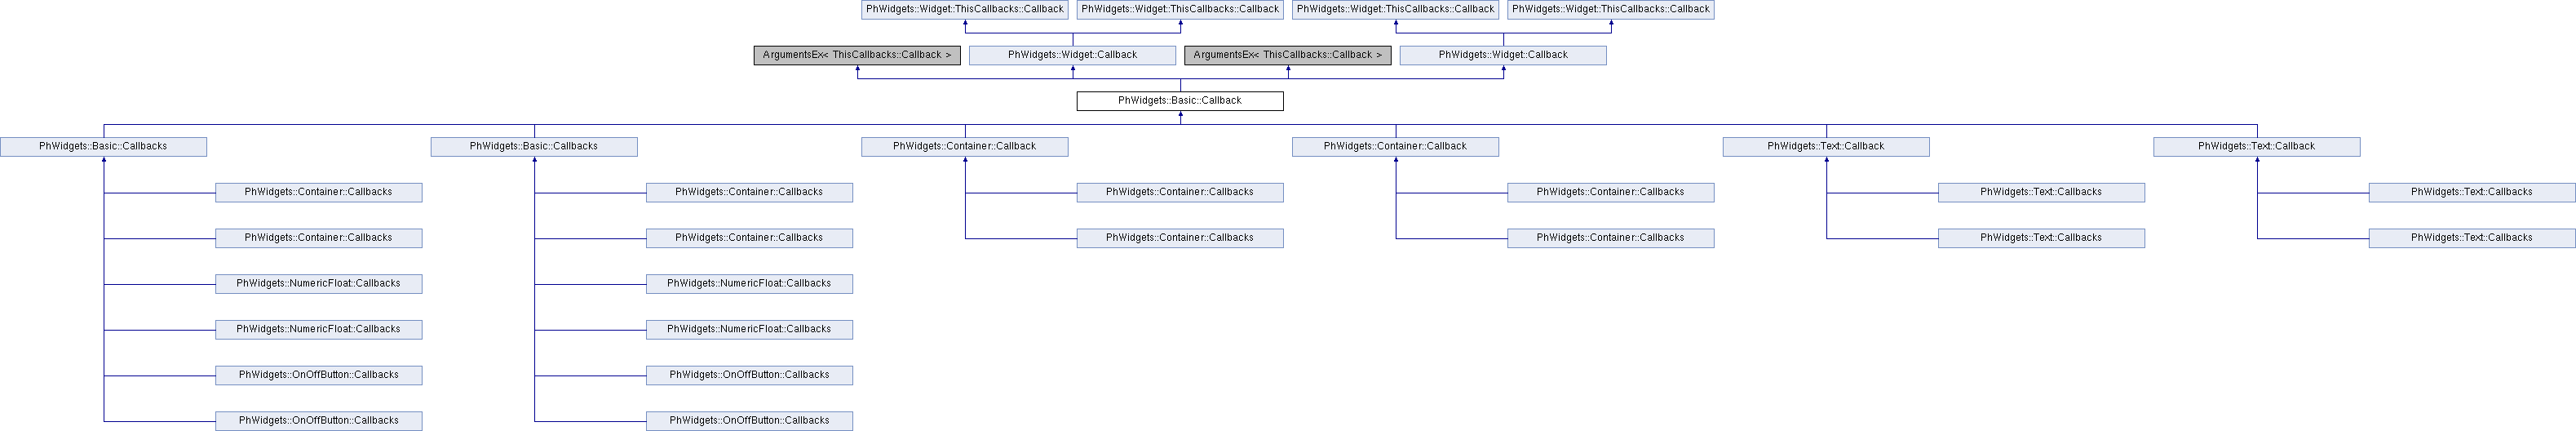 PhWidgets::Widget::ThisCallbacks::Callback PhWidgets::Widget::ThisCallbacks::Callback PhWidgets::Widget::ThisCallbacks::Callback PhWidgets::Widget::ThisCallbacks::Callback
ArgumentsEx< ThisCallbacks::Callback > PhWidgets::Widget::Callback ArgumentsEx< ThisCallbacks::Callback > PhWidgets::Widget::Callback
PhWidgets::Basic::Callback
PhWidgets::Basic::Callbacks PhWidgets::Basic::Callbacks PhWidgets::Container::Callback PhWidgets::Container::Callback PhWidgets::Text::Callback PhWidgets::Text::Callback
PhWidgets::Container::Callbacks PhWidgets::Container::Callbacks PhWidgets::Container::Callbacks PhWidgets::Container::Callbacks PhWidgets::Text::Callbacks PhWidgets::Text::Callbacks
PhWidgets::Container::Callbacks PhWidgets::Container::Callbacks PhWidgets::Container::Callbacks PhWidgets::Container::Callbacks PhWidgets::Text::Callbacks PhWidgets::Text::Callbacks
PhWidgets::NumericFloat::Callbacks PhWidgets::NumericFloat::Callbacks
PhWidgets::NumericFloat::Callbacks PhWidgets::NumericFloat::Callbacks
PhWidgets::OnOffButton::Callbacks PhWidgets::OnOffButton::Callbacks
PhWidgets::OnOffButton::Callbacks PhWidgets::OnOffButton::Callbacks